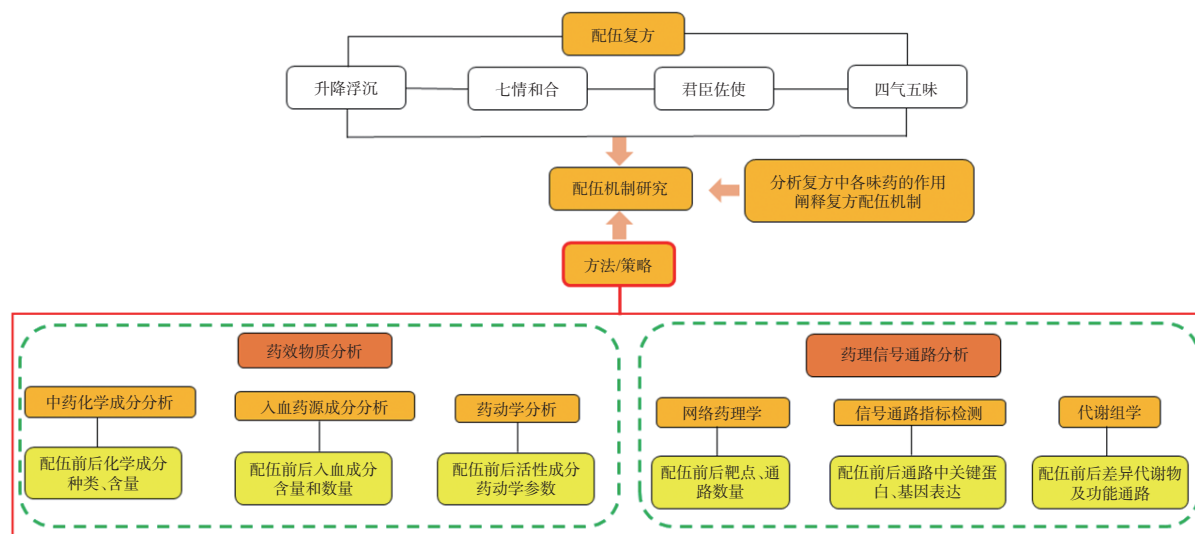 配伍复方
升降浮沉
七情和合
君臣佐使
四气五味
配伍机制研究
分析复方中各味药的作用
阐释复方配伍机制
方法/策略
药效物质分析
药理信号通路分析
中药化学成分分析
入血药源成分分析
药动学分析
网络药理学
信号通路指标检测
代谢组学
配伍前后化学成分
种类、含量
配伍前后入血成分
含量和数量
配伍前后活性成分
药动学参数
配伍前后靶点、通
路数量
配伍前后通路中关键蛋
白、基因表达
配伍前后差异代谢物
及功能通路